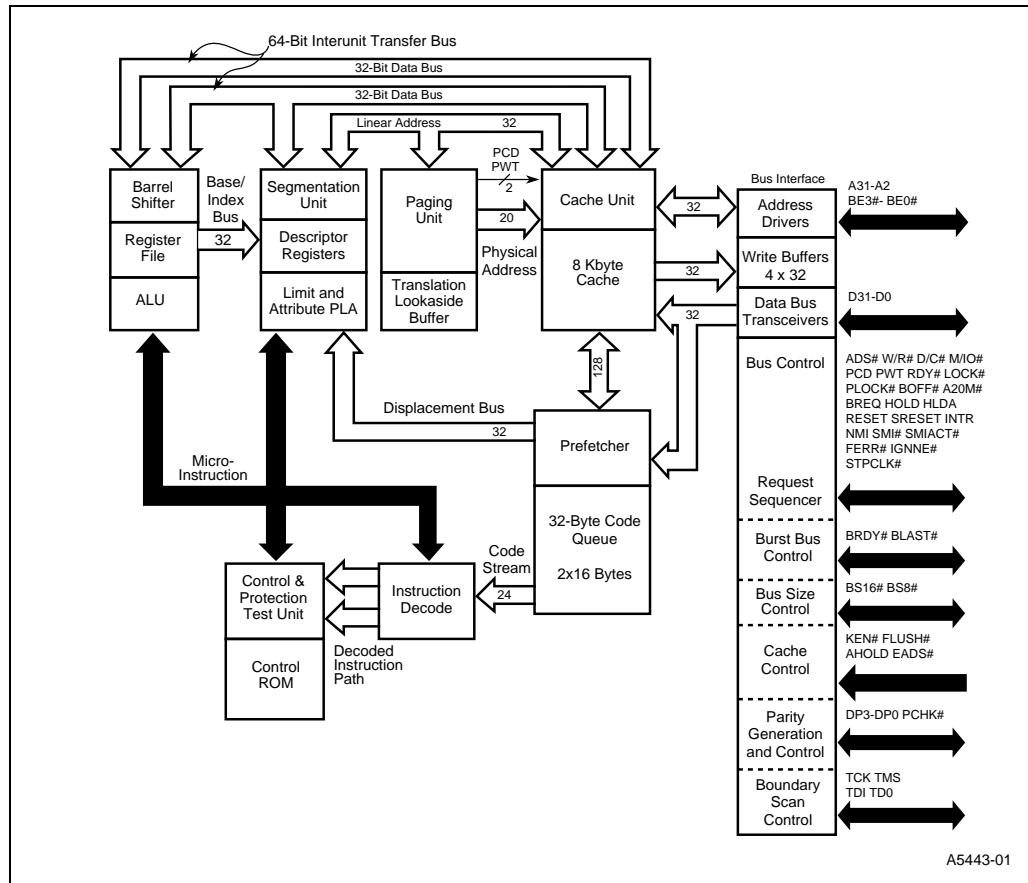 64-Bit Interunit Transfer Bus
32-Bit Data Bus
32-Bit Data Bus
Linear Address
32
PCD
PWT
2
Barrel
Shifter
Register
File
ALU
Base/
Index
Bus
32
Segmentation
Unit
Descriptor
Registers
Limit and
Attribute PLA
Paging
Unit
Translation
Lookaside
Buffer
20
Physical
Address
Cache Unit
8 Kbyte
Cache
32
32
32
128
Bus Interface
Address
Drivers
Write Buffers
4 x 32
Data Bus
Transceivers
Bus Control
Request
Sequencer
Burst Bus
Control
Bus Size
Control
Cache
Control
Parity
Generation
and Control
Boundary
Scan
Control
A31-A2
BE3#- BE0#
D31-D0
ADS# W/R# D/C# M/IO#
PCD PWT RDY# LOCK#
PLOCK# BOFF# A20M#
BREQ HOLD HLDA
RESET SRESET INTR
NMI SMI# SMIACT#
FERR# IGNNE#
STPCLK#
BRDY# BLAST#
BS16# BS8#
KEN# FLUSH#
AHOLD EADS#
DP3-DP0 PCHK#
TCK TMS
TDI TD0
Displacement Bus
32
Micro-
Instruction
Prefetcher
32-Byte Code
Queue
2x16 Bytes
Code
Stream
24
Instruction
Decode
Control &
Protection
Test Unit
Control
ROM
Decoded
Instruction
Path
A5443-01